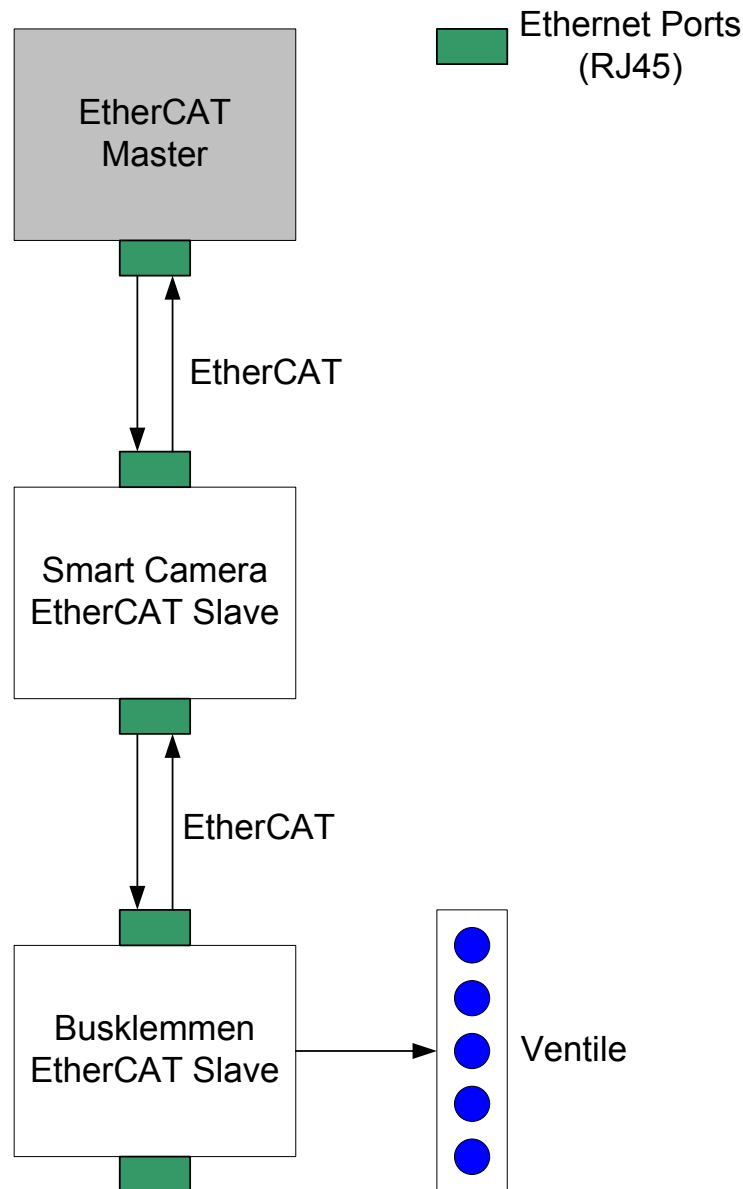 Ethernet Ports
(RJ45)
EtherCAT
Master
EtherCAT
Smart Camera
EtherCAT Slave
EtherCAT
Busklemmen
EtherCAT Slave
Ventile